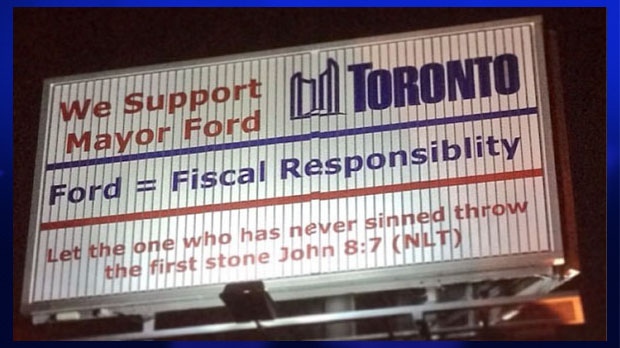 We Support
Mayor Ford
TORONTO
Ford = Fiscal Responsiblity
Let the one who has never sinned throw
the first stone John 8:7 (NLT)